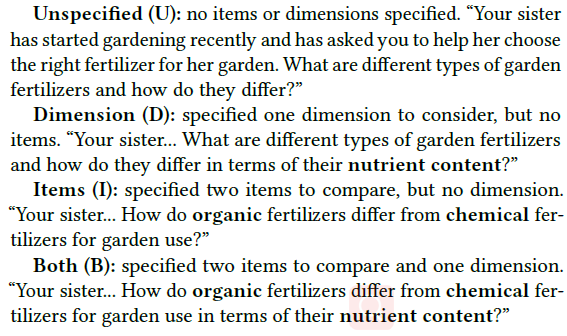 Unspecified (U): no items or dimensions specified. “Your sister
has started gardening recently and has asked you to help her choose
the right fertilizer for her garden. What are different types of garden
fertilizers and how do they differ?”
Dimension (D): specified one dimension to consider, but no
items. “Your sister... What are different types of garden fertilizers
and how do they differ in terms of their nutrient content?”
Items (I): specified two items to compare, but no dimension.
“Your sister... How do organic fertilizers differ from chemical fer-
tilizers for garden use?”
Both (B): specified two items to compare and one dimension.
“Your sister... How do organic fertilizers differ from chemical fer-
tilizers for garden use in terms of their nutrient content?”